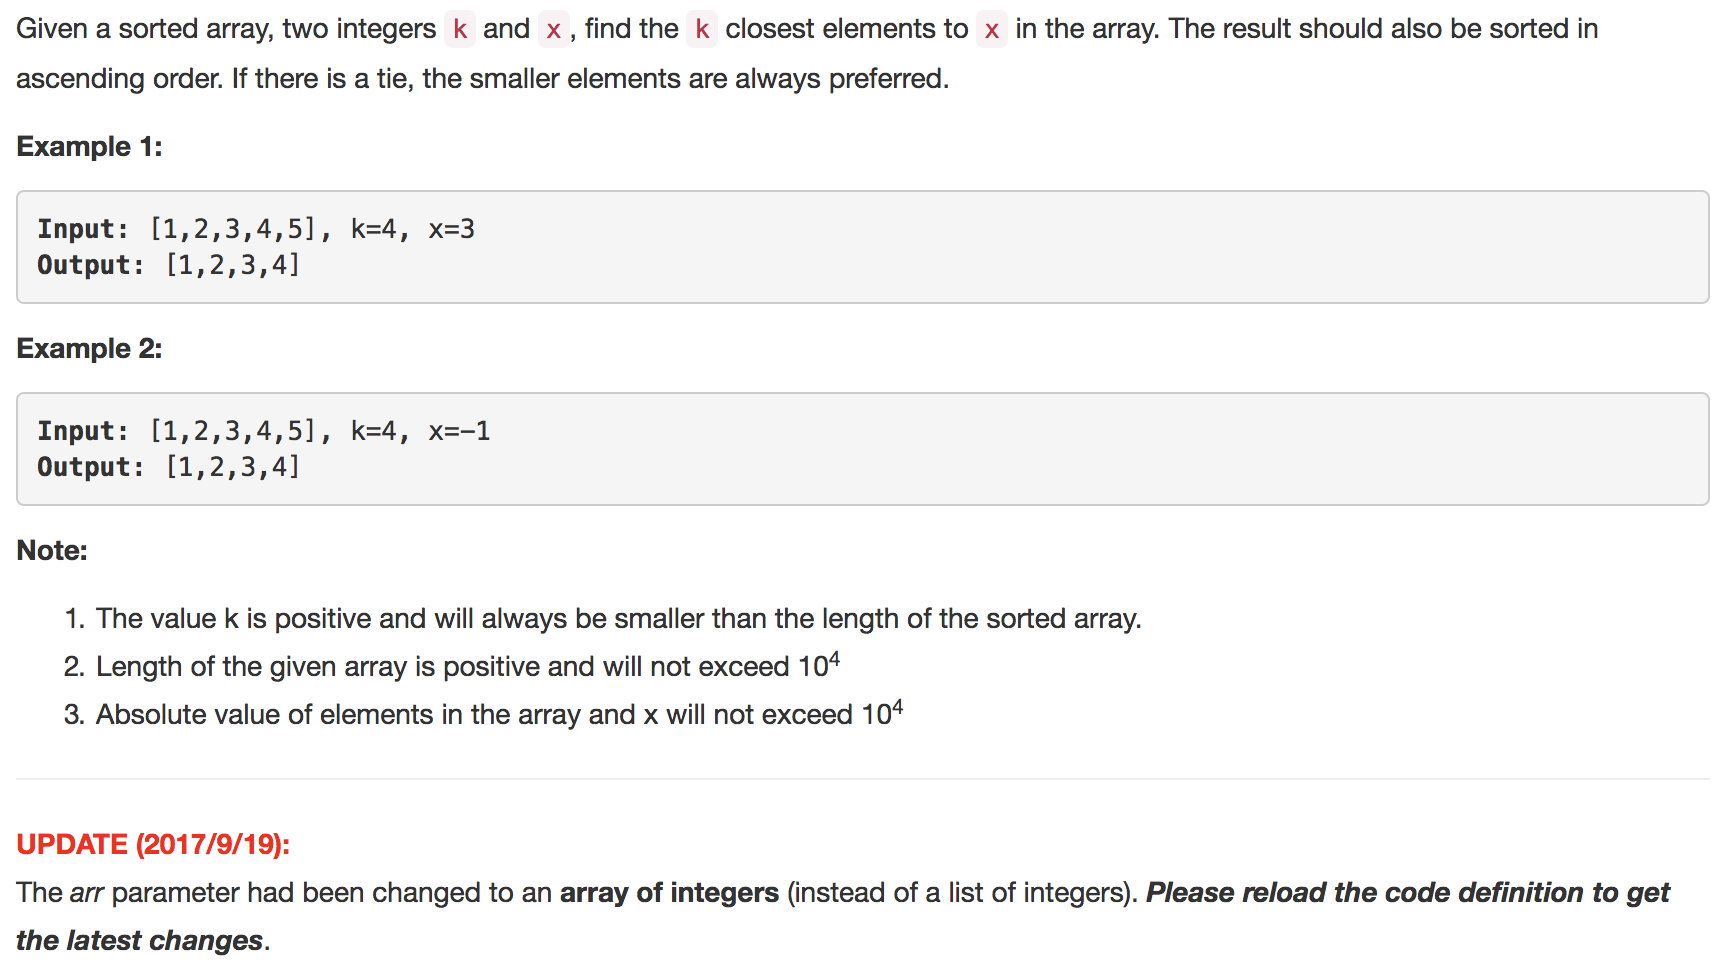 Given a sorted array, two integers k and x, find the k closest elements to x in the array. The result should also be sorted in
ascending order. If there is a tie, the smaller elements are always preferred.
Example 1:
Input: [1,2,3,4,5], k=4, x=3
Output: [1,2,3,4]
Example 2:
Input: [1,2,3,4,5], k=4, x=-1
Output: [1,2,3,4]
Note:
1. The value k is positive and will always be smaller than the length of the sorted array.
2. Length of the given array is positive and will not exceed 10⁴
3. Absolute value of elements in the array and x will not exceed 10⁴
UPDATE (2017/9/19):
The arr parameter had been changed to an array of integers (instead of a list of integers). Please reload the code definition to get
the latest changes.